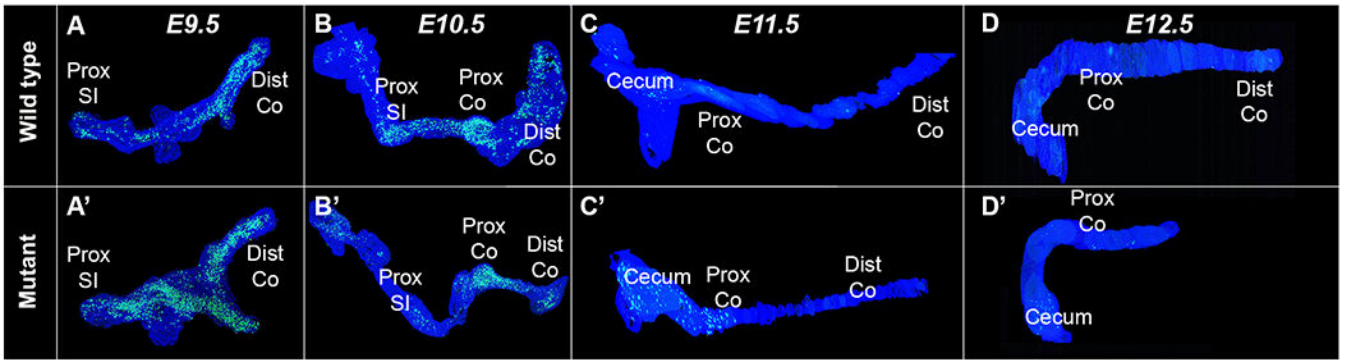 Wild type
A
E9.5
Prox
SI
Dist
Co
B
E10.5
Prox
SI
Prox
Co
Dist
Co
C
E11.5
Cecum
Prox
Co
Dist
Co
D
E12.5
Cecum
Prox
Co
Dist
Co
Mutant
A’
Prox
SI
Dist
Co
B’
Prox
SI
Prox
Co
Dist
Co
C’
Cecum
Prox
Co
Dist
Co
D’
Prox
Co
Cecum